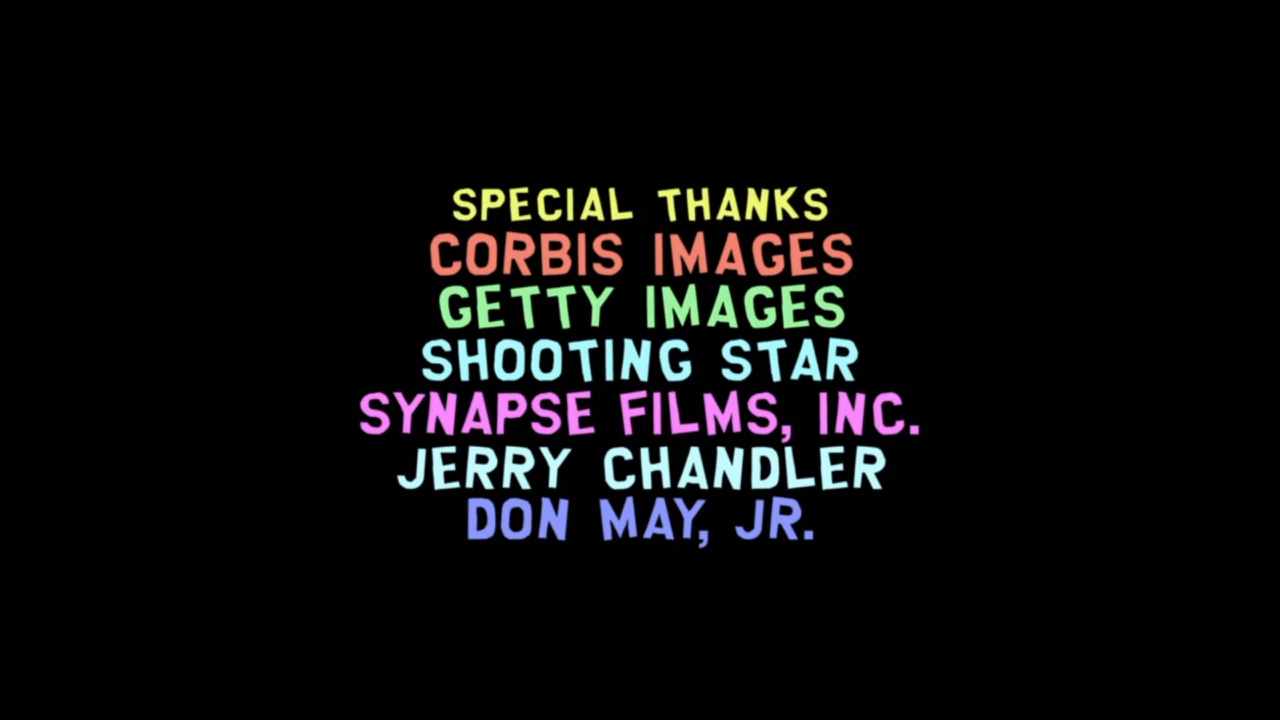 SPECIAL THANKS
CORBIS IMAGES
GETTY IMAGES
SHOOTING STAR
SYNAPSE FILMS, INC.
JERRY CHANDLER
DON MAY, JR.